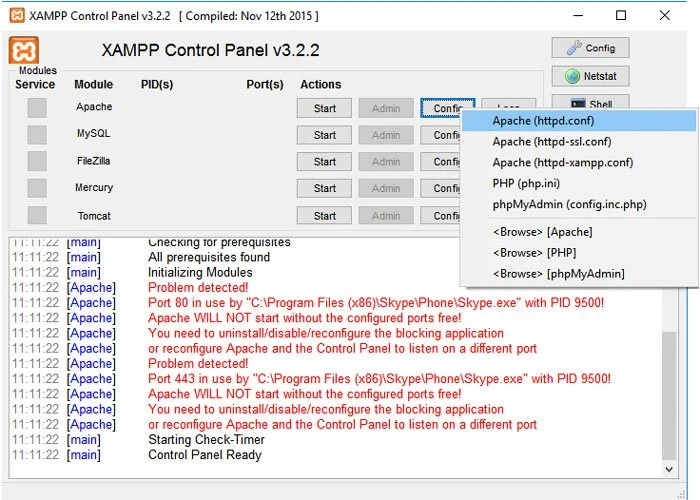 XAMPP Control Panel v3.2.2 [ Compiled: Nov 12th 2015 ]
XAMPP Control Panel v3.2.2
Config
Netstat
Shell
Modules
Service Module PID(s) Port(s) Actions
Apache Start Admin Config Logs
MySQL Start Admin Config
FileZilla Start Admin Config
Mercury Start Admin Config
Tomcat Start Admin Config
Apache (httpd.conf)
Apache (httpd-ssl.conf)
Apache (httpd-xampp.conf)
PHP (php.ini)
phpMyAdmin (config.inc.php)
<Browse> [Apache]
<Browse> [PHP]
<Browse> [phpMyAdmin]
11:11:22 [main] Checking for prerequisites
11:11:22 [main] All prerequisites found
11:11:22 [main] Initializing Modules
11:11:22 [Apache] Problem detected!
11:11:22 [Apache] Port 80 in use by "C:\Program Files (x86)\Skype\Phone\Skype.exe" with PID 9500!
11:11:22 [Apache] Apache WILL NOT start without the configured ports free!
11:11:22 [Apache] You need to uninstall/disable/reconfigure the blocking application
11:11:22 [Apache] or reconfigure Apache and the Control Panel to listen on a different port
11:11:22 [Apache] Problem detected!
11:11:22 [Apache] Port 443 in use by "C:\Program Files (x86)\Skype\Phone\Skype.exe" with PID 9500!
11:11:22 [Apache] Apache WILL NOT start without the configured ports free!
11:11:22 [Apache] You need to uninstall/disable/reconfigure the blocking application
11:11:22 [Apache] or reconfigure Apache and the Control Panel to listen on a different port
11:11:22 [main] Starting Check-Timer
11:11:22 [main] Control Panel Ready